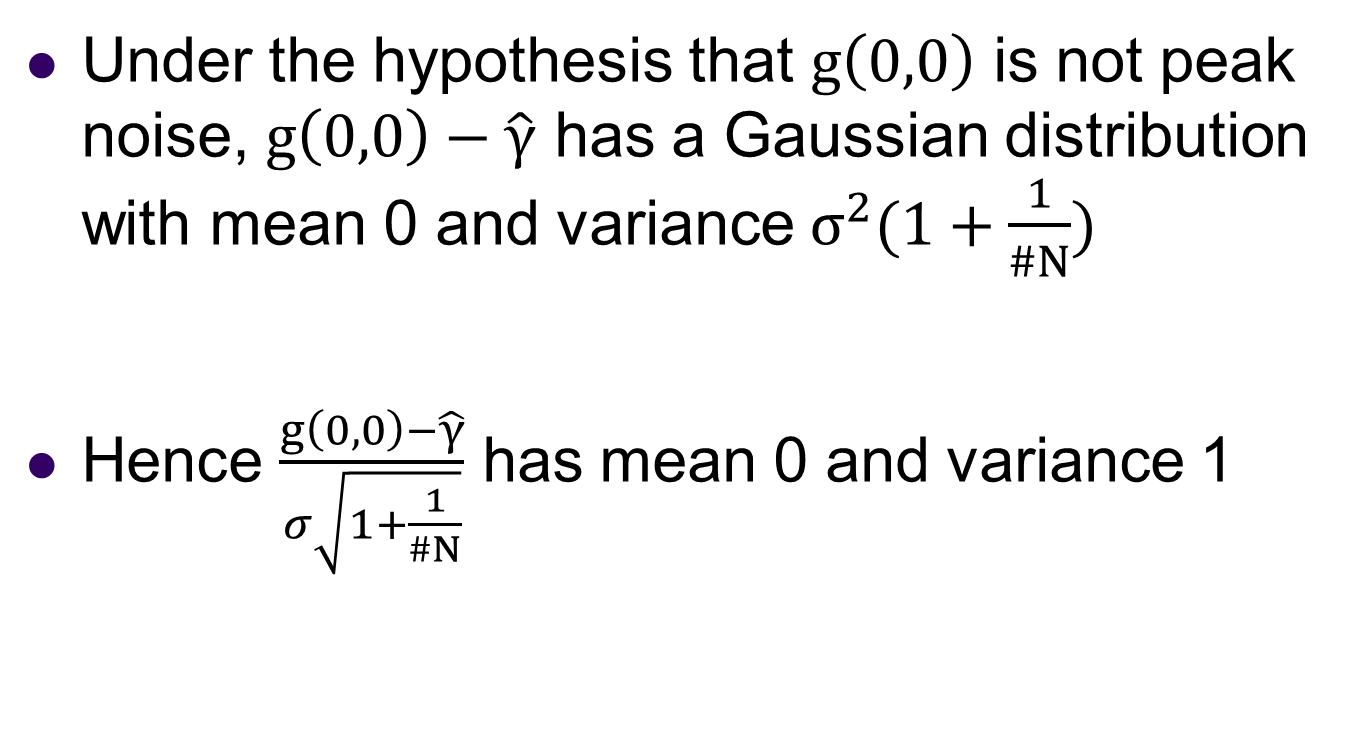 • Under the hypothesis that g(0,0) is not peak
noise, g(0,0) − γ̂ has a Gaussian distribution
with mean 0 and variance σ²(1 + 1/#N)
• Hence (g(0,0)−γ̂)/(σ√(1+1/#N)) has mean 0 and variance 1